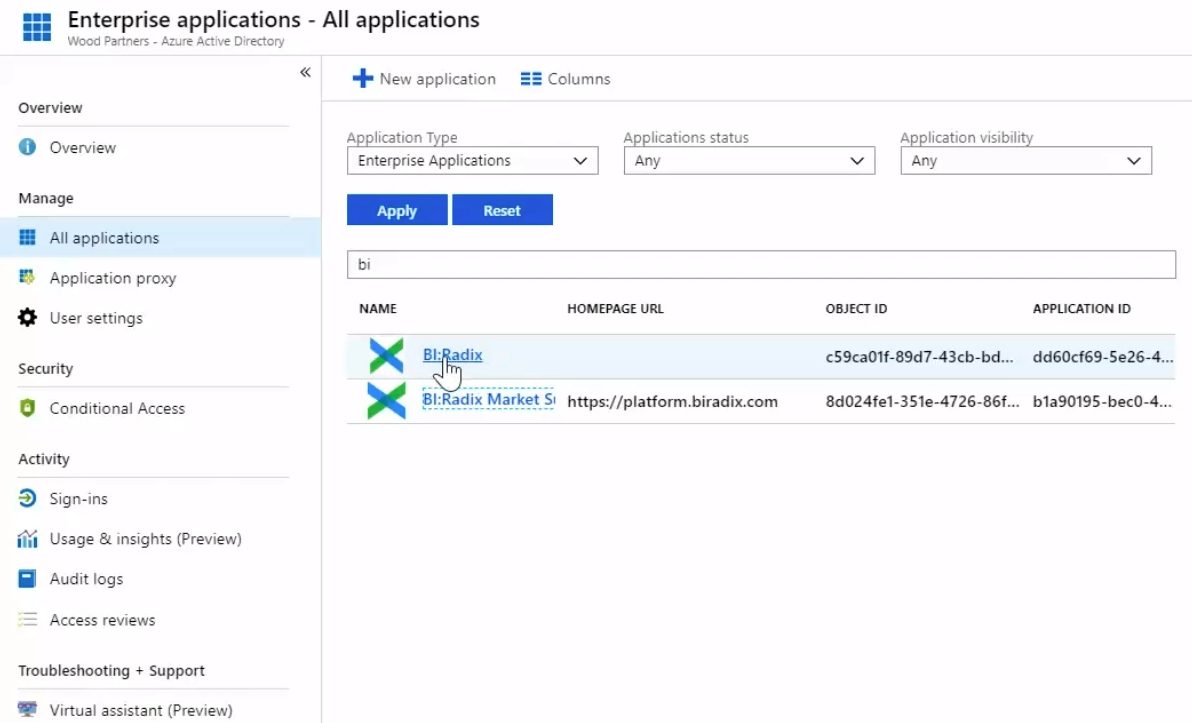 Enterprise applications - All applications
Wood Partners - Azure Active Directory
«
Overview
Overview
Manage
All applications
Application proxy
User settings
Security
Conditional Access
Activity
Sign-ins
Usage & insights (Preview)
Audit logs
Access reviews
Troubleshooting + Support
Virtual assistant (Preview)
New application Columns
Application Type Applications status Application visibility
Enterprise Applications Any Any
Apply Reset
bi
NAME HOMEPAGE URL OBJECT ID APPLICATION ID
BI:Radix c59ca01f-89d7-43cb-bd... dd60cf69-5e26-4...
BI:Radix Market https://platform.biradix.com 8d024fe1-351e-4726-86f... b1a90195-bec0-4...